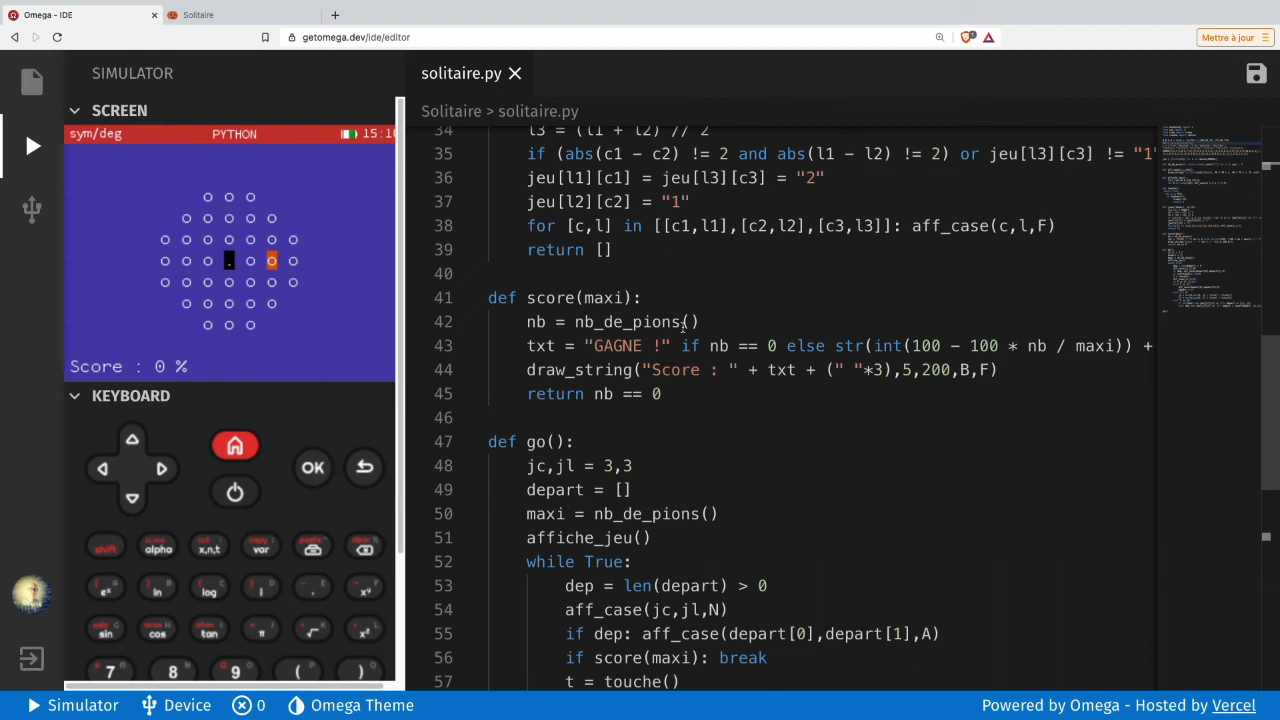 Omega - IDE
Solitaire
getomega.dev/ide/editor
Mettre à jour
SIMULATOR
solitaire.py
SCREEN
Solitaire > solitaire.py
sym/deg PYTHON
Score : 0 %
KEYBOARD
OK
shift alpha x,n,t var
ln log i , 
sin cos tan π √ x²
7 8 9 ( )
34 l3 = (l1 + l2) // 2
35 if (abs(c1 - c2) != 2 and abs(l1 - l2) != 2) or jeu[l3][c3] != "1"
36 jeu[l1][c1] = jeu[l3][c3] = "2"
37 jeu[l2][c2] = "1"
38 for [c,l] in [[c1,l1],[c2,l2],[c3,l3]]: aff_case(c,l,F)
39 return []
40
41 def score(maxi):
42 nb = nb_de_pions()
43 txt = "GAGNE !" if nb == 0 else str(int(100 - 100 * nb / maxi)) +
44 draw_string("Score : " + txt + (" "*3),5,200,B,F)
45 return nb == 0
46
47 def go():
48 jc,jl = 3,3
49 depart = []
50 maxi = nb_de_pions()
51 affiche_jeu()
52 while True:
53 dep = len(depart) > 0
54 aff_case(jc,jl,N)
55 if dep: aff_case(depart[0],depart[1],A)
56 if score(maxi): break
57 t = touche()
Simulator Device 0 Omega Theme
Powered by Omega - Hosted by Vercel